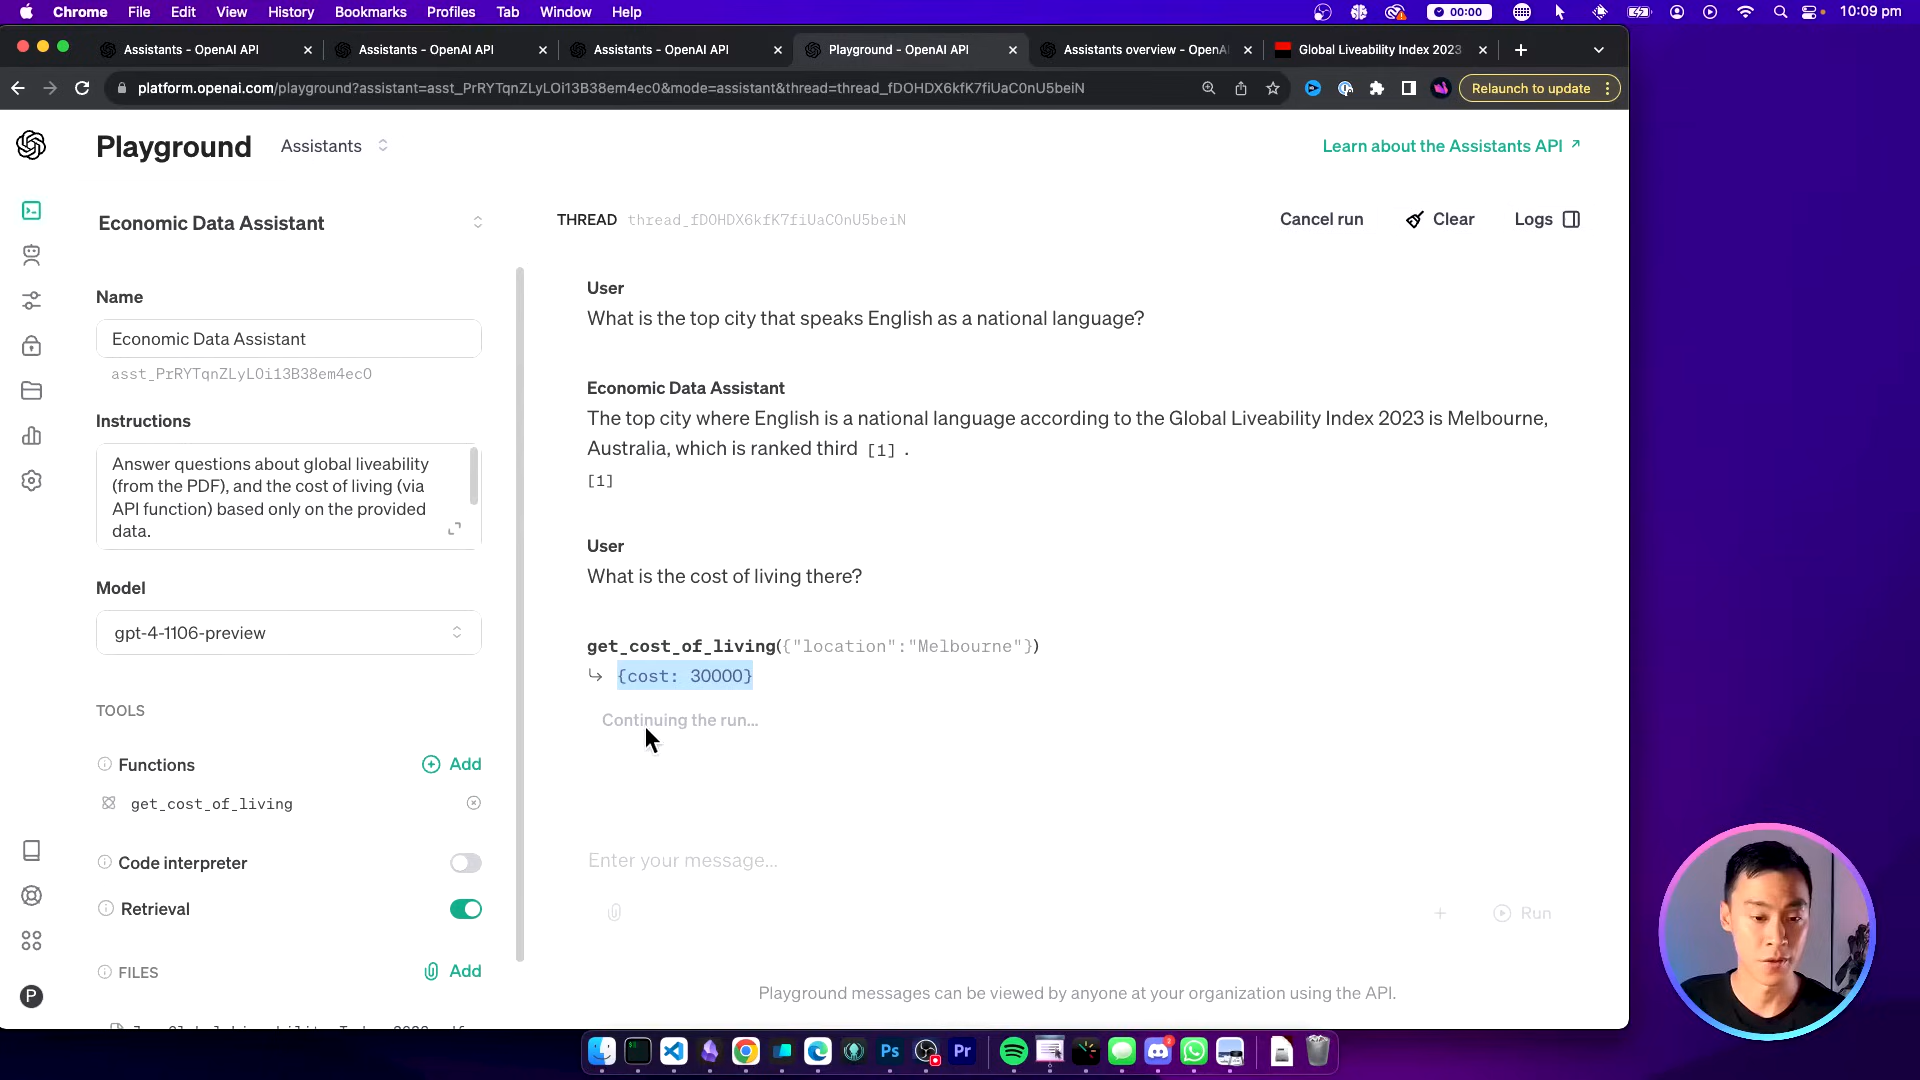 Chrome File Edit View History Bookmarks Profiles Tab Window Help 00:00 10:09 pm
Assistants - OpenAI API Assistants - OpenAI API Assistants - OpenAI API Playground - OpenAI API Assistants overview - OpenA Global Liveability Index 2023
platform.openai.com/playground?assistant=asst_PrRYTqnZLyLOi13B38em4ec0&mode=assistant&thread=thread_fDOHDX6kfK7fiUaC0nU5beiN Relaunch to update
Playground Assistants Learn about the Assistants API
Economic Data Assistant
THREAD thread_fDOHDX6kfK7fiUaC0nU5beiN Cancel run Clear Logs
Name
Economic Data Assistant
asst_PrRYTqnZLyLOi13B38em4ec0
Instructions
Answer questions about global liveability
(from the PDF), and the cost of living (via
API function) based only on the provided
data.
Model
gpt-4-1106-preview
TOOLS
Functions Add
get_cost_of_living
Code interpreter
Retrieval
FILES Add
P
User
What is the top city that speaks English as a national language?
Economic Data Assistant
The top city where English is a national language according to the Global Liveability Index 2023 is Melbourne,
Australia, which is ranked third [1] .
[1]
User
What is the cost of living there?
get_cost_of_living({"location":"Melbourne"})
{cost: 30000}
Continuing the run...
Enter your message...
Run
Playground messages can be viewed by anyone at your organization using the API.
Ps Pr 2